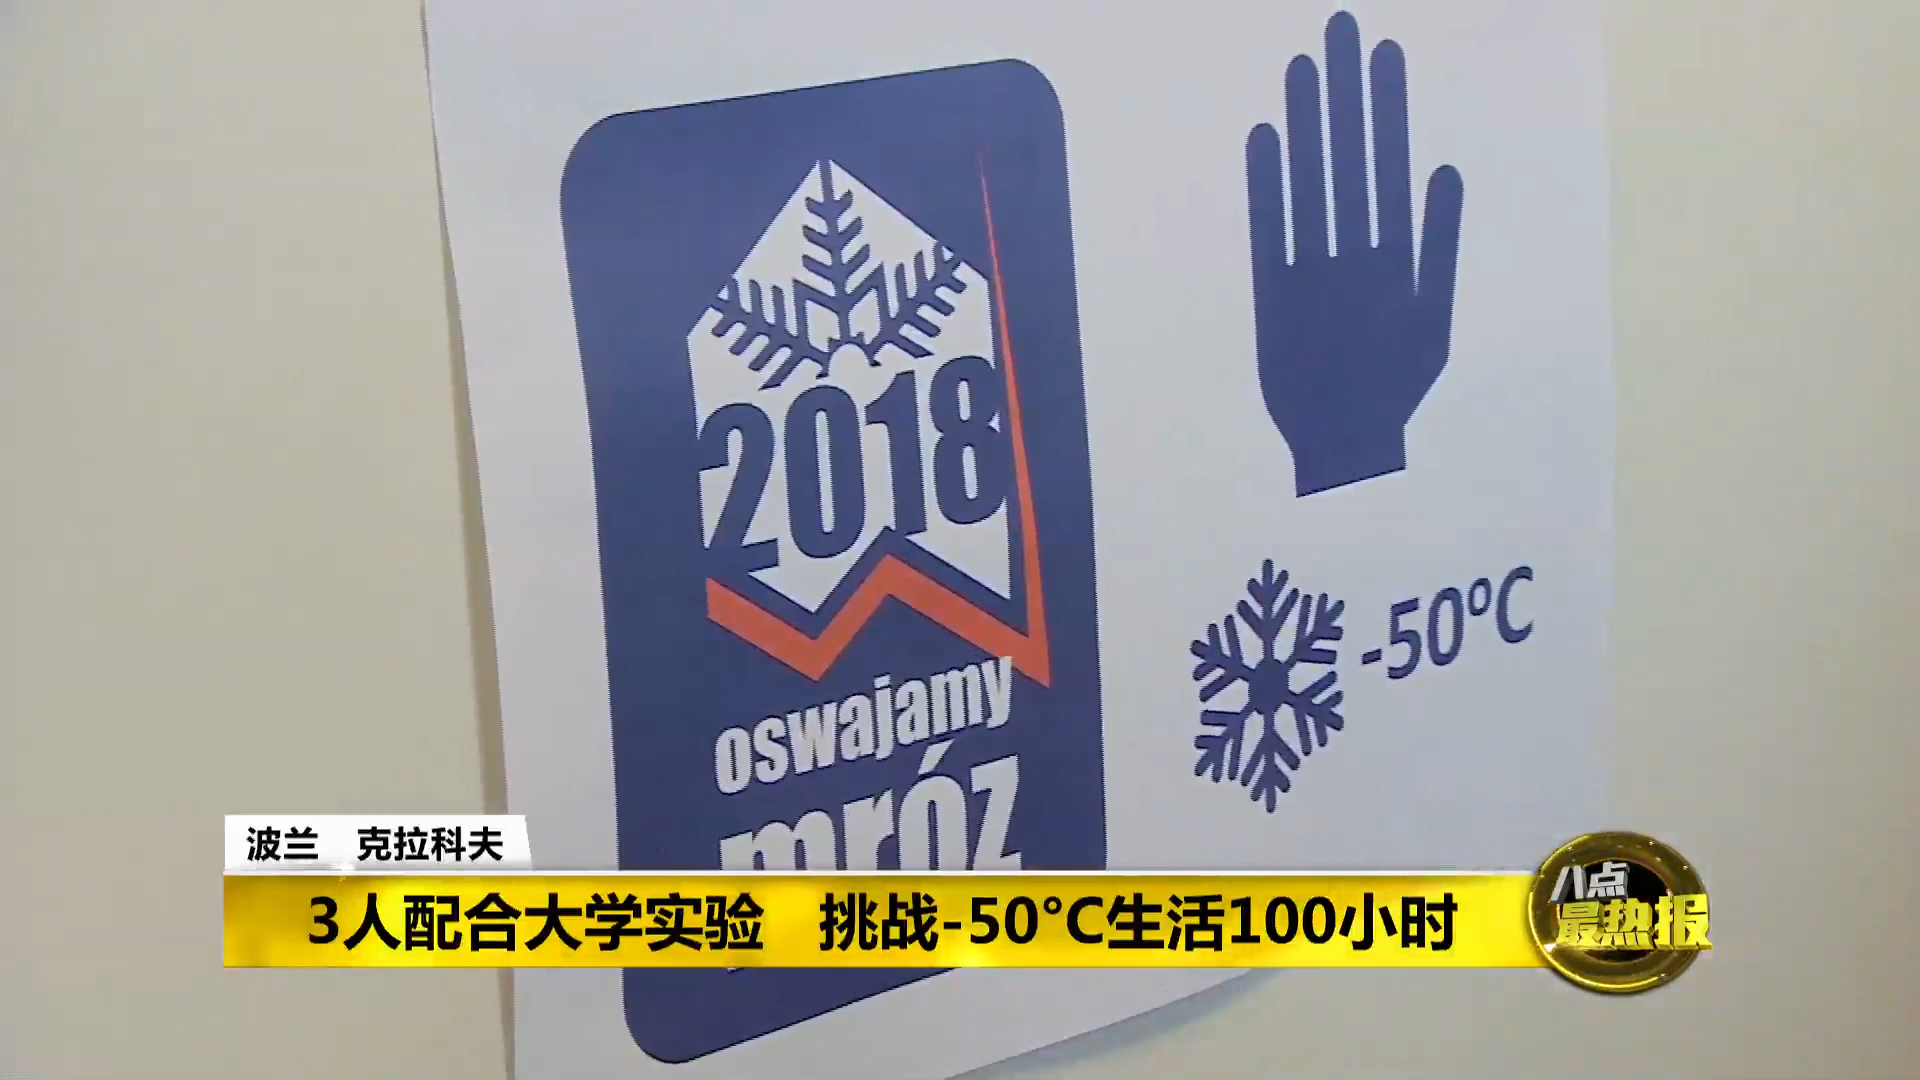 2018
oswajamy
mróz
-50°C
波兰 克拉科夫
3人配合大学实验 挑战-50°C生活100小时
八点
最热报